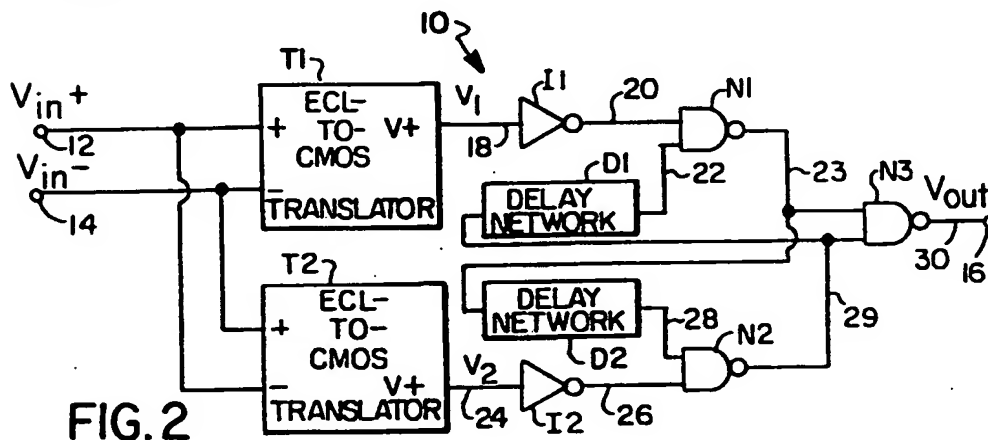 10
T1
I1
20
N1
Vin+
12
ECL-
TO-
CMOS
+
V+
−
TRANSLATOR
V1
18
D1
22
DELAY
NETWORK
23
N3
Vout
30
16
Vin-
14
T2
ECL-
TO-
CMOS
+
V+
−
TRANSLATOR
DELAY
NETWORK
D2
28
N2
29
V2
24
I2
26
FIG. 2